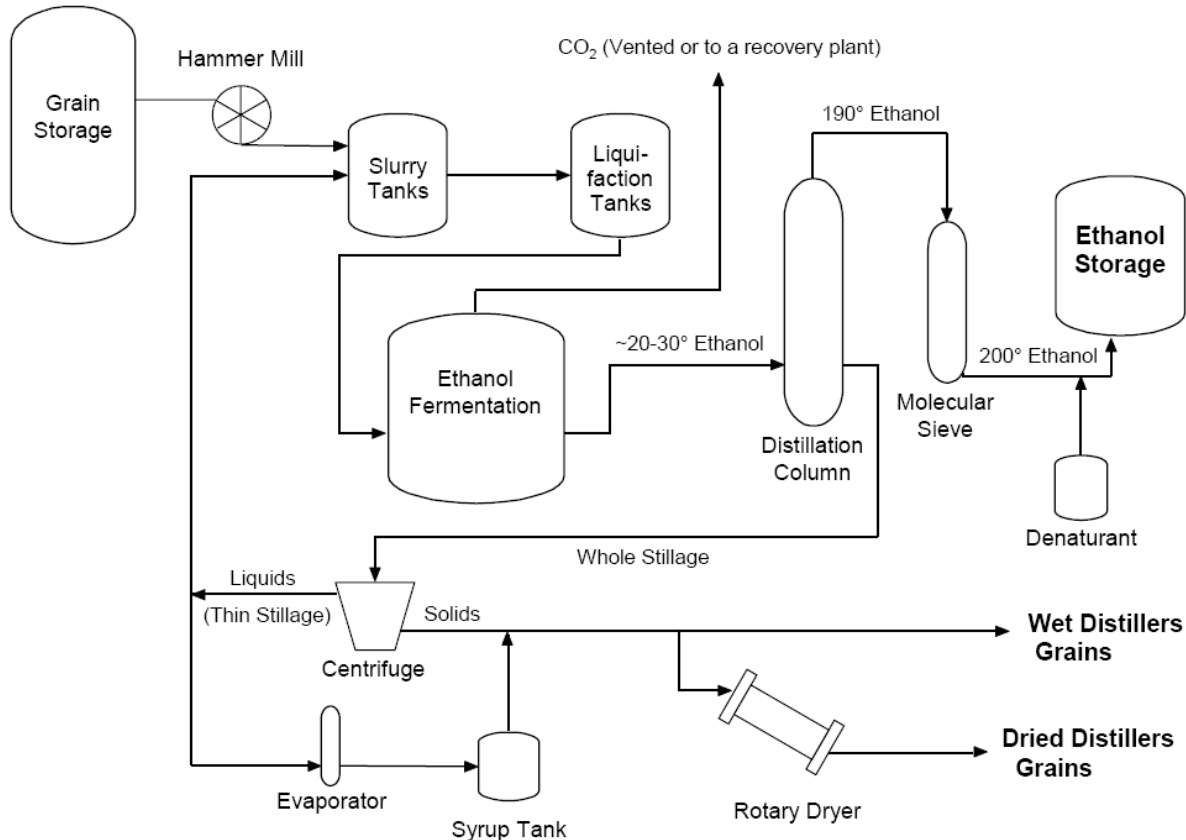 CO₂ (Vented or to a recovery plant)
Hammer Mill
Grain
Storage
190° Ethanol
Slurry
Tanks
Liqui-
faction
Tanks
Ethanol
Storage
~20-30° Ethanol
200° Ethanol
Ethanol
Fermentation
Molecular
Sieve
Distillation
Column
Denaturant
Whole Stillage
Liquids
(Thin Stillage)
Solids
Centrifuge
Wet Distillers
Grains
Dried Distillers
Grains
Evaporator
Syrup Tank
Rotary Dryer